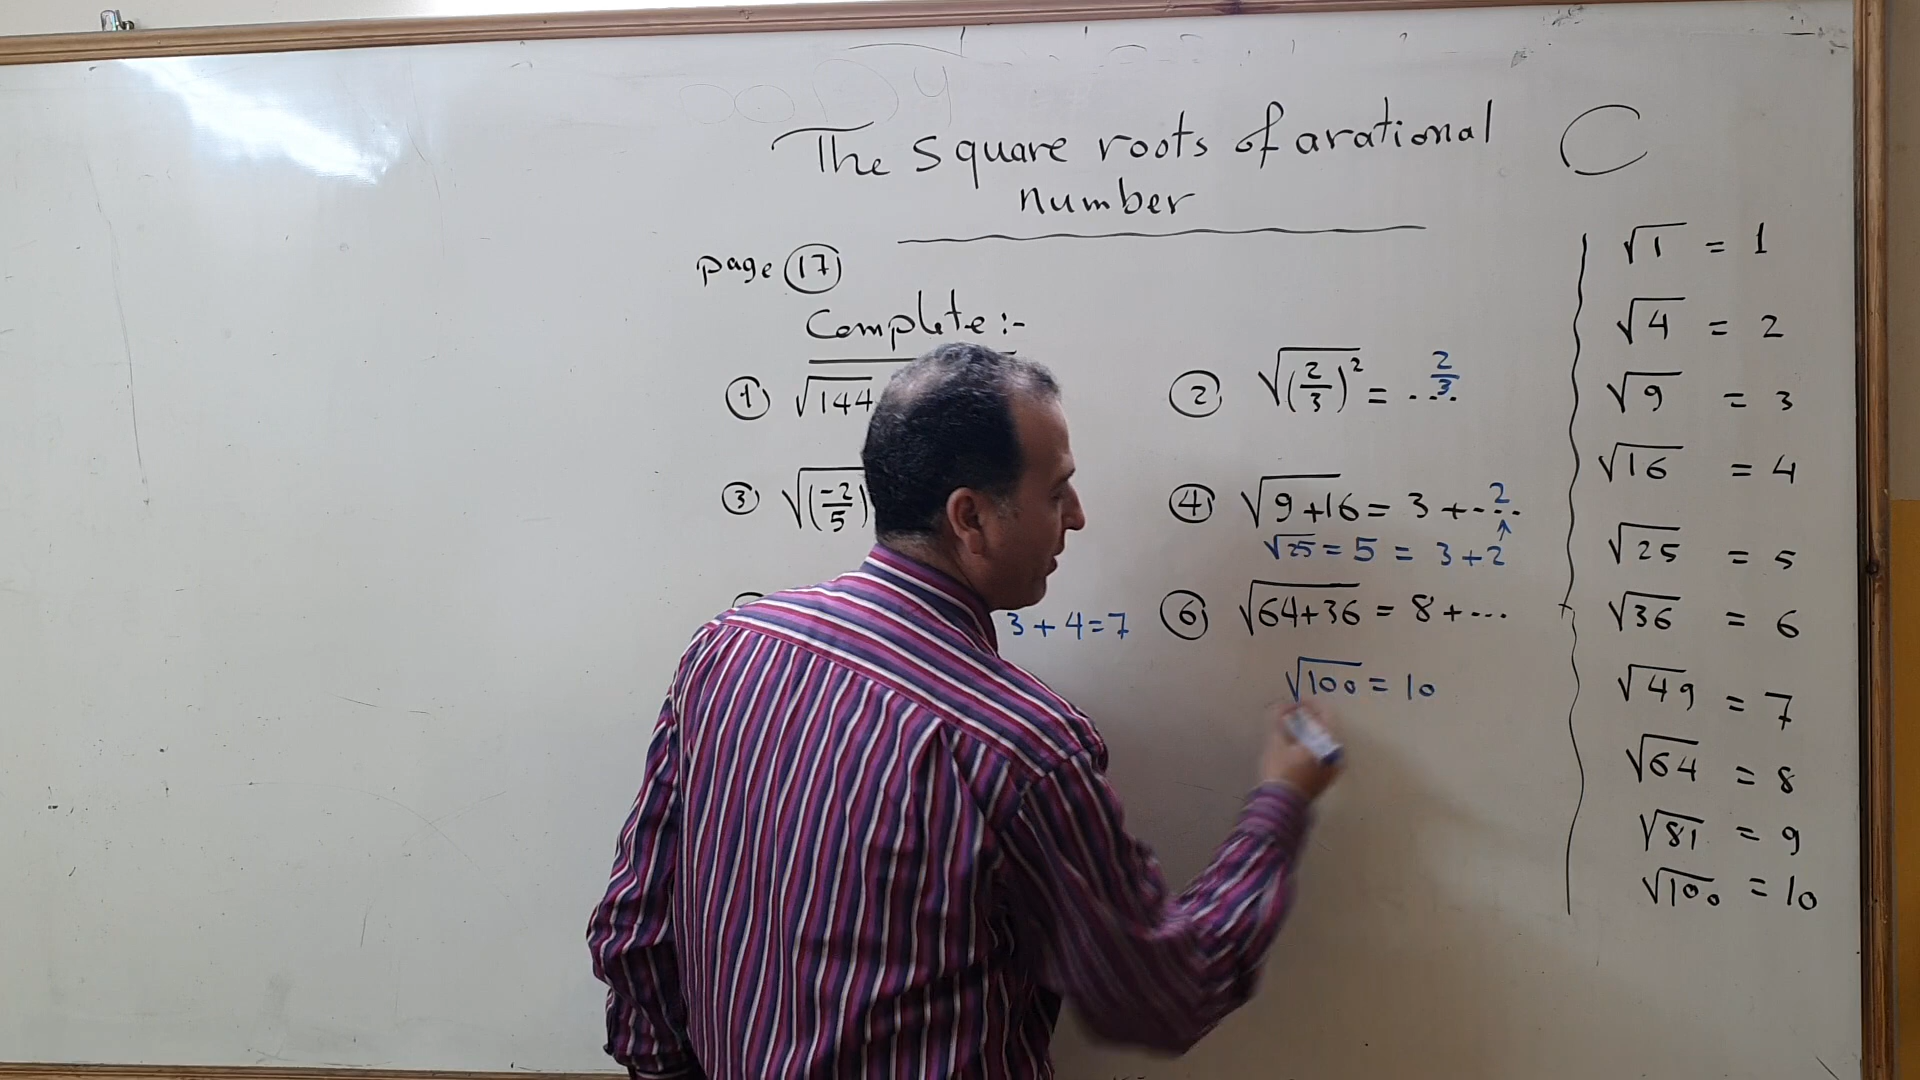 The square roots of arational
number
C
page 17
Complete :-
① √144
② √(2/3)² = .... 2/3
③ √(-2/5)
④ √9+16 = 3 + .... 2
√25 = 5 = 3+2
3 + 4 = 7
⑥ √64+36 = 8 + ...
√100 = 10
√1 = 1
√4 = 2
√9 = 3
√16 = 4
√25 = 5
√36 = 6
√49 = 7
√64 = 8
√81 = 9
√100 = 10